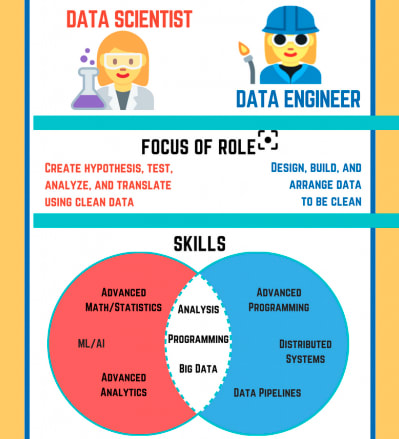 DATA SCIENTIST
DATA ENGINEER
FOCUS OF ROLE
CREATE HYPOTHESIS, TEST,
ANALYZE, AND TRANSLATE
USING CLEAN DATA
DESIGN, BUILD, AND
ARRANGE DATA
TO BE CLEAN
SKILLS
ADVANCED
MATH/STATISTICS
ML/AI
ADVANCED
ANALYTICS
ANALYSIS
PROGRAMMING
BIG DATA
ADVANCED
PROGRAMMING
DISTRIBUTED
SYSTEMS
DATA PIPELINES